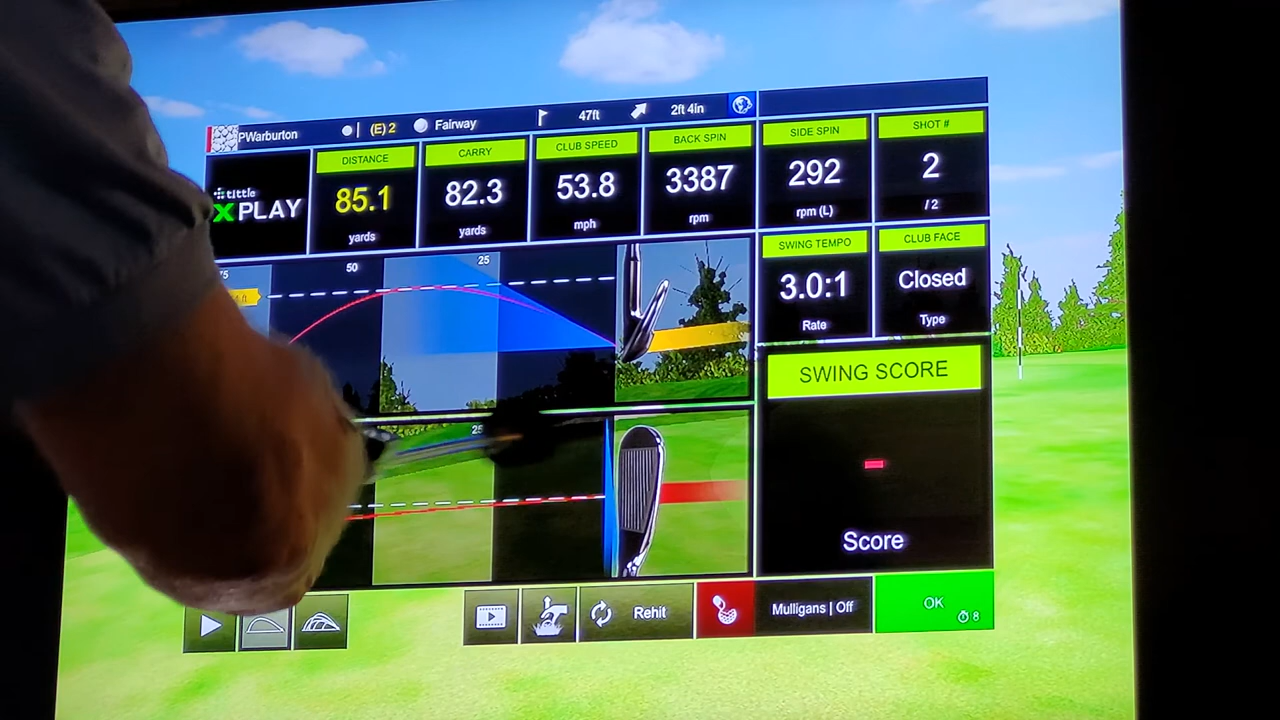 PWarburton (E) 2 Fairway 47ft 2ft 4in
DISTANCE CARRY CLUB SPEED BACK SPIN SIDE SPIN SHOT #
tittle
X PLAY
85.1 82.3 53.8 3387 292 2
yards yards mph rpm rpm (L) / 2
SWING TEMPO CLUB FACE
3.0:1 Closed
Rate Type
75 50 25
SWING SCORE
-
25
Score
Rehit Mulligans | Off OK
8